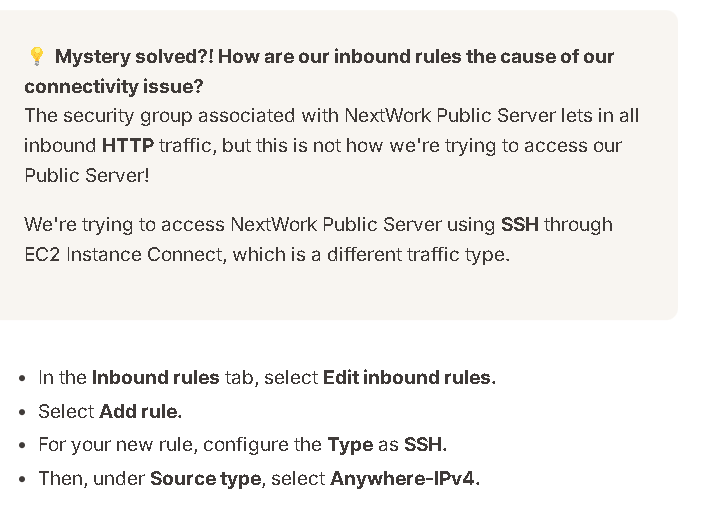 💡 Mystery solved?! How are our inbound rules the cause of our
connectivity issue?
The security group associated with NextWork Public Server lets in all
inbound HTTP traffic, but this is not how we're trying to access our
Public Server!
We're trying to access NextWork Public Server using SSH through
EC2 Instance Connect, which is a different traffic type.
• In the Inbound rules tab, select Edit inbound rules.
• Select Add rule.
• For your new rule, configure the Type as SSH.
• Then, under Source type, select Anywhere-IPv4.